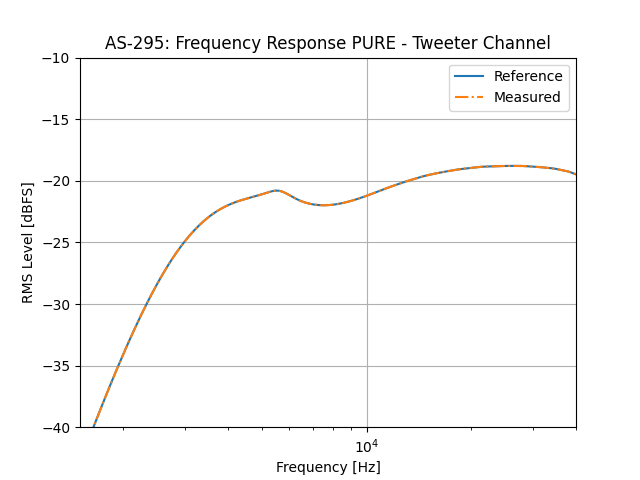 AS-295: Frequency Response PURE - Tweeter Channel
Reference
Measured
RMS Level [dBFS]
−10
−15
−20
−25
−30
−35
−40
10⁴
Frequency [Hz]